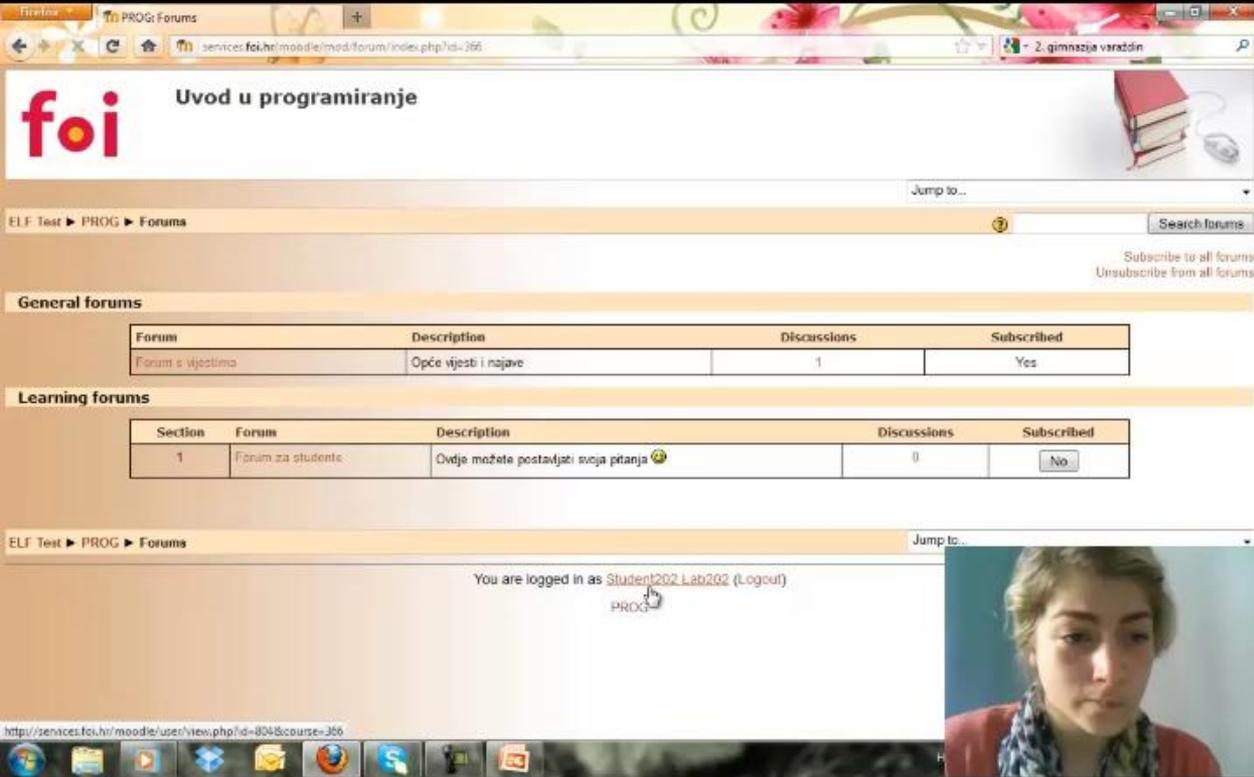 Firefox
PROG: Forums
services.foi.hr/moodle/mod/forum/index.php?id=366
2. gimnazija varaždin
foi
Uvod u programiranje
Jump to...
ELF Test ► PROG ► Forums
Search forums
Subscribe to all forums
Unsubscribe from all forums
General forums
Forum Description Discussions Subscribed
Forum s vijestima Opće vijesti i najave 1 Yes
Learning forums
Section Forum Description Discussions Subscribed
1 Forum za studente Ovdje možete postavljati svoja pitanja 0 No
ELF Test ► PROG ► Forums
Jump to...
You are logged in as Student202 Lab202 (Logout)
PROG
http://services.foi.hr/moodle/user/view.php?id=804&course=366